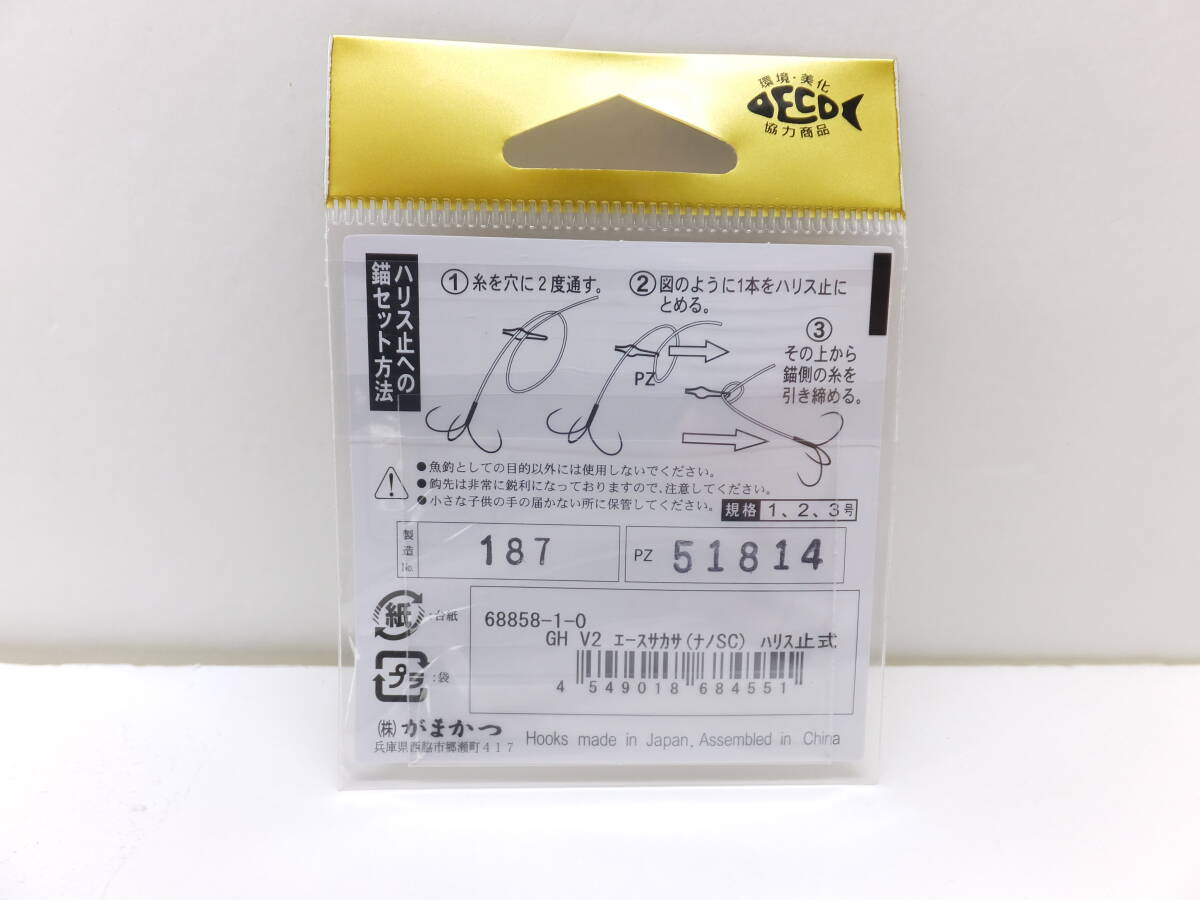 環境・美化
ECO
協力商品
ハリス止への
錨セット方法
①糸を穴に2度通す。
②図のように1本をハリス止に
とめる。
PZ
③
その上から
錨側の糸を
引き締める。
●魚釣としての目的以外には使用しないでください。
●鈎先は非常に鋭利になっておりますので、注意してください。
●小さな子供の手の届かない所に保管してください。
規格 1、2、3号
製造No. 187
PZ 51814
紙 :台紙
プラ :袋
68858-1-0
GH V2 エースサカサ(ナノSC) ハリス止式
4 549018 684551
㈱がまかつ
兵庫県西脇市郷瀬町417
Hooks made in Japan, Assembled in China